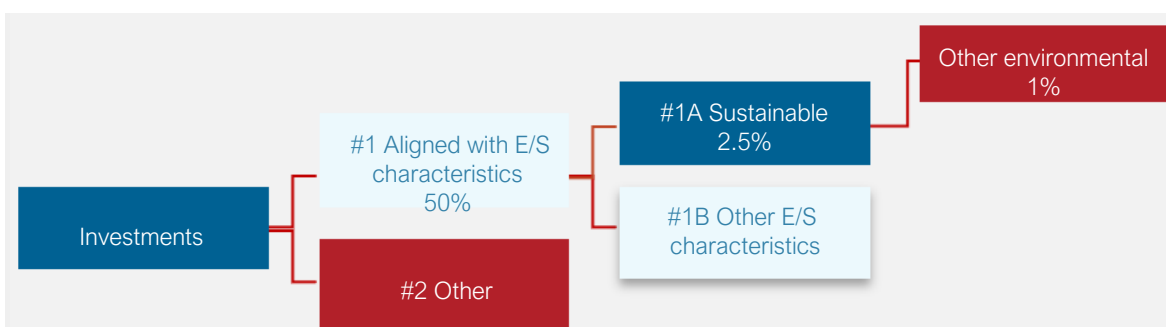 Other environmental
1%
#1A Sustainable
2.5%
#1 Aligned with E/S
characteristics
50%
#1B Other E/S
characteristics
Investments
#2 Other